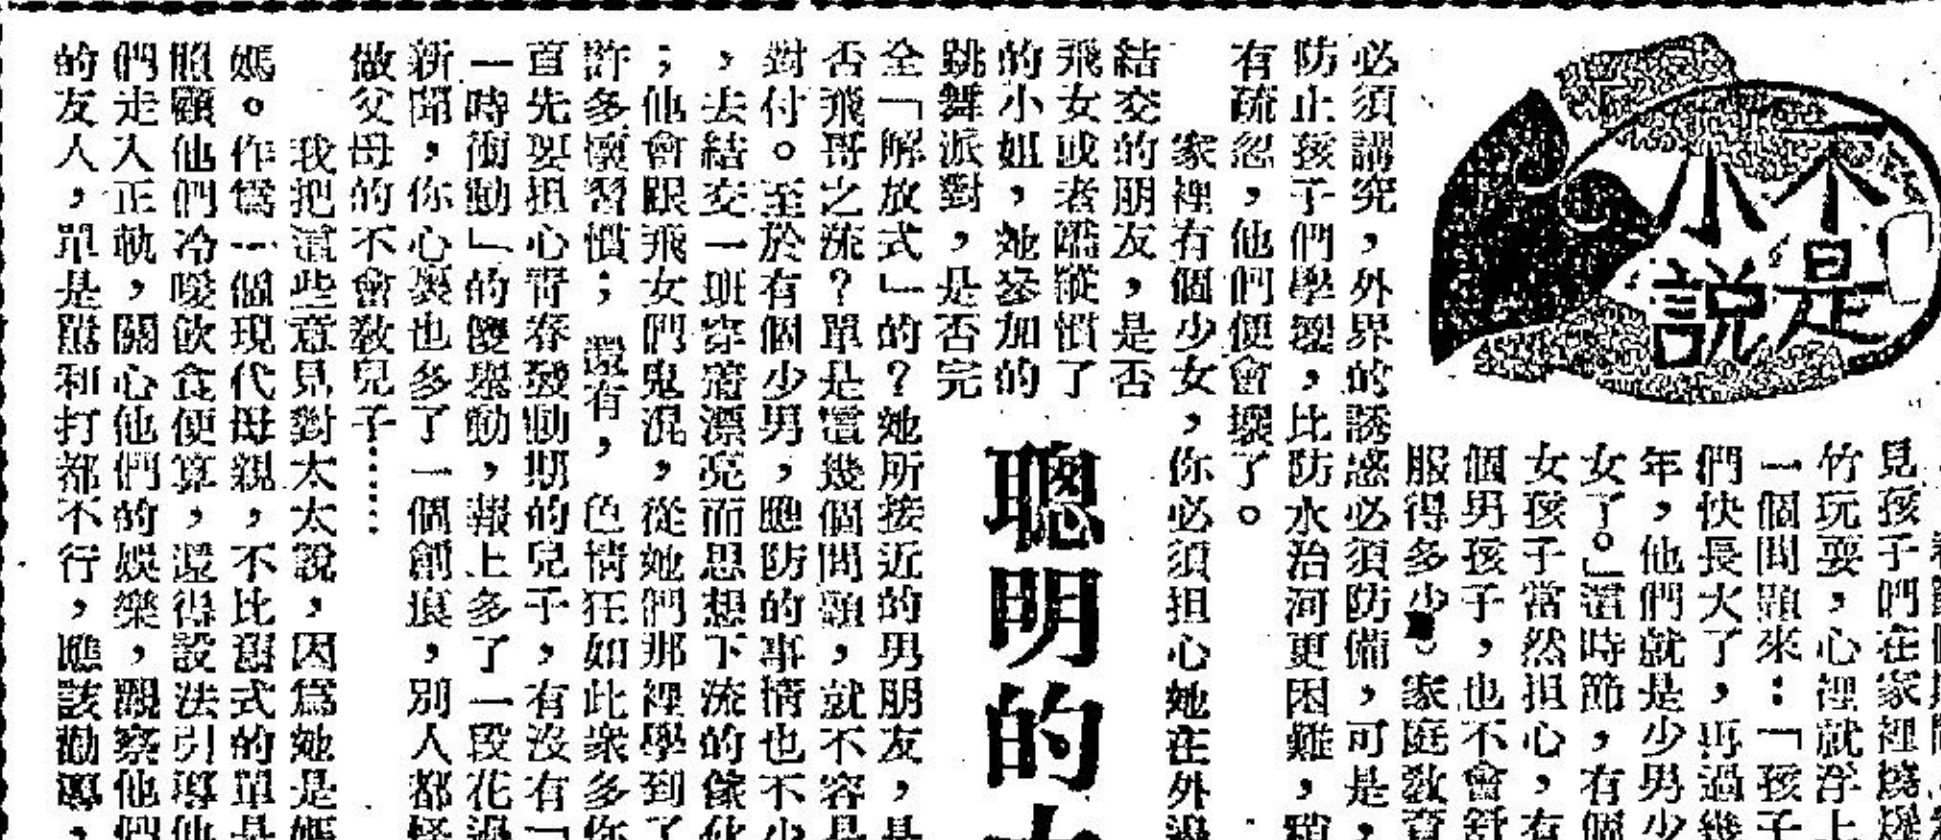 不是
小說
聰明的
見孩子們在家裡
竹玩耍，心裡就浮上
一個問題來：「孩子
們快長大了，再過幾
年，他們就是少男少
女了。」這時節，有個
女孩子當然担心，有
個男孩子，也不會舒
服得多少。家庭敎育
必須講究，外界的誘惑必須防備，可是，
防止孩子們學壞，比防水治河更困難，稍
有疏忽，他們便會壞了。
家裡有個少女，你必須担心她在外邊
結交的朋友，是否
飛女或者嬌縱慣了
的小姐，她參加的
跳舞派對，是否完
全「解放式」的？她所接近的男朋友，是
否飛哥之流？單是這幾個問題，就不容易
對付。至於有個少男，應防的事情也不少
，去結交一班穿着漂亮而思想下流的傢伙
；他會跟飛女們鬼混，從她們那裡學到了
許多壞習慣；還有，色情狂如此衆多你
直先要担心靑春發動期的兒子，有沒有「
一時衝動」的傻舉動，報上多了一段花邊
新聞，你心裏也多了一個創痕，別人都怪
做父母的不會敎兒子……
我把這些意見對太太說，因爲她是媽
媽。作爲一個現代母親，不比舊式的單是
照顧他們冷暖飮食便算，還得設法引導他
們走入正軌，關心他們的娛樂，觀察他們
的友人，單是罵和打都不行，應該勸導，